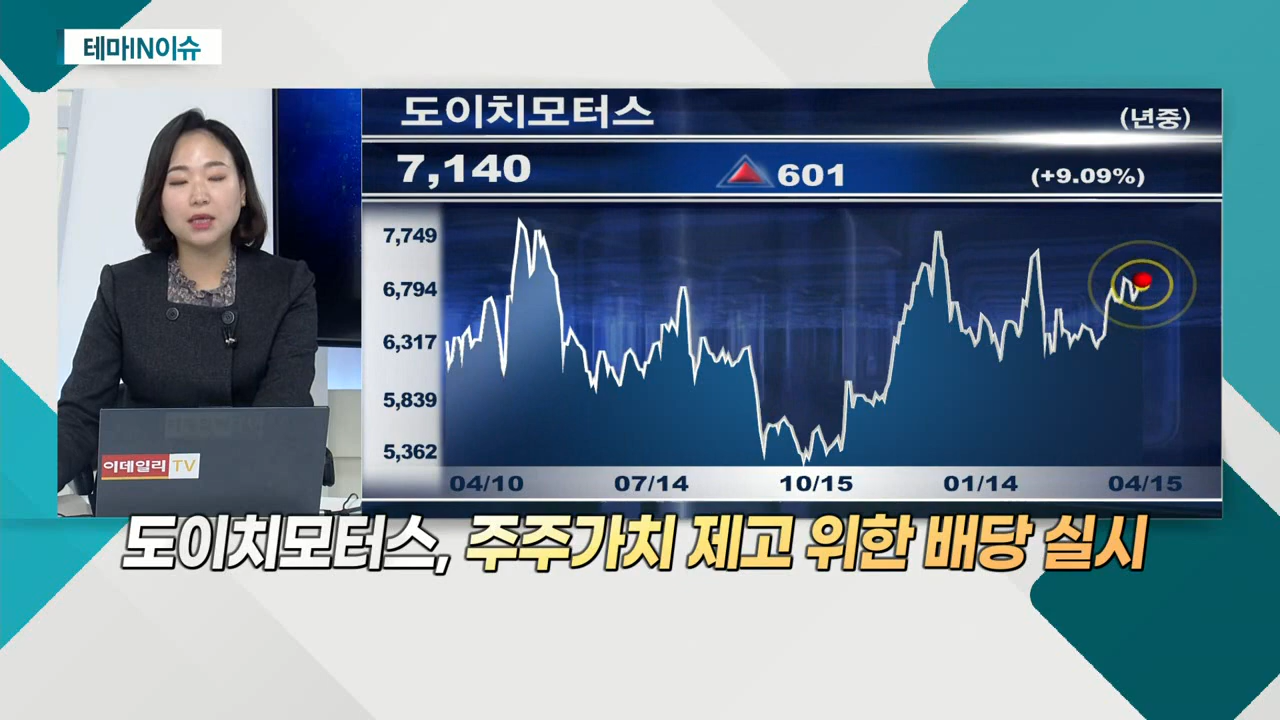 테마IN이슈
도이치모터스 (년중)
7,140 601 (+9.09%)
7,749
6,794
6,317
5,839
5,362
04/10 07/14 10/15 01/14 04/15
이데일리TV
도이치모터스, 주주가치 제고 위한 배당 실시